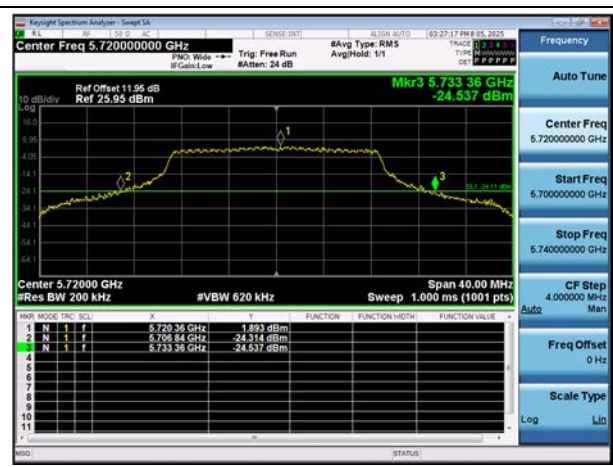 Keysight Spectrum Analyzer - Swept SA
RL RF 50 Ω AC SENSE:INT ALIGN AUTO 03:27:17 PM 8 05, 2025
Center Freq 5.720000000 GHz #Avg Type: RMS TRACE 1 2 3 4 5 6
PNO: Wide Trig: Free Run Avg|Hold: 1/1 TYPE M
IFGain:Low #Atten: 24 dB DET P P P P P P
Frequency
Mkr3 5.733 36 GHz
-24.537 dBm
Ref Offset 11.95 dB
10 dB/div Ref 25.95 dBm
Log
16.0
5.95
-4.05
-14.1
-24.1
-34.1
-44.1
-54.1
-64.1
1
2
3
DL1 -24.11 dBm
Center 5.72000 GHz Span 40.00 MHz
#Res BW 200 kHz #VBW 620 kHz Sweep 1.000 ms (1001 pts)
MKR MODE TRC SCL X Y FUNCTION FUNCTION WIDTH FUNCTION VALUE
1 N 1 f 5.720 36 GHz 1.893 dBm
2 N 1 f 5.706 84 GHz -24.314 dBm
3 N 1 f 5.733 36 GHz -24.537 dBm
4
5
6
7
8
9
10
11
MSG STATUS
Auto Tune
Center Freq
5.720000000 GHz
Start Freq
5.700000000 GHz
Stop Freq
5.740000000 GHz
CF Step
4.000000 MHz
Auto Man
Freq Offset
0 Hz
Scale Type
Log Lin